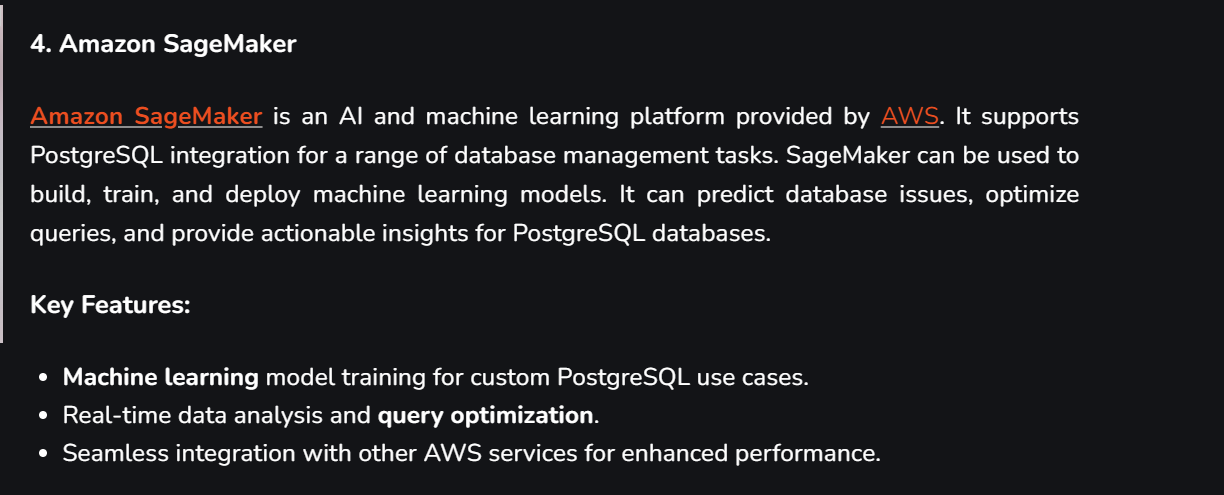 4. Amazon SageMaker
Amazon SageMaker is an AI and machine learning platform provided by AWS. It supports
PostgreSQL integration for a range of database management tasks. SageMaker can be used to
build, train, and deploy machine learning models. It can predict database issues, optimize
queries, and provide actionable insights for PostgreSQL databases.
Key Features:
• Machine learning model training for custom PostgreSQL use cases.
• Real-time data analysis and query optimization.
• Seamless integration with other AWS services for enhanced performance.